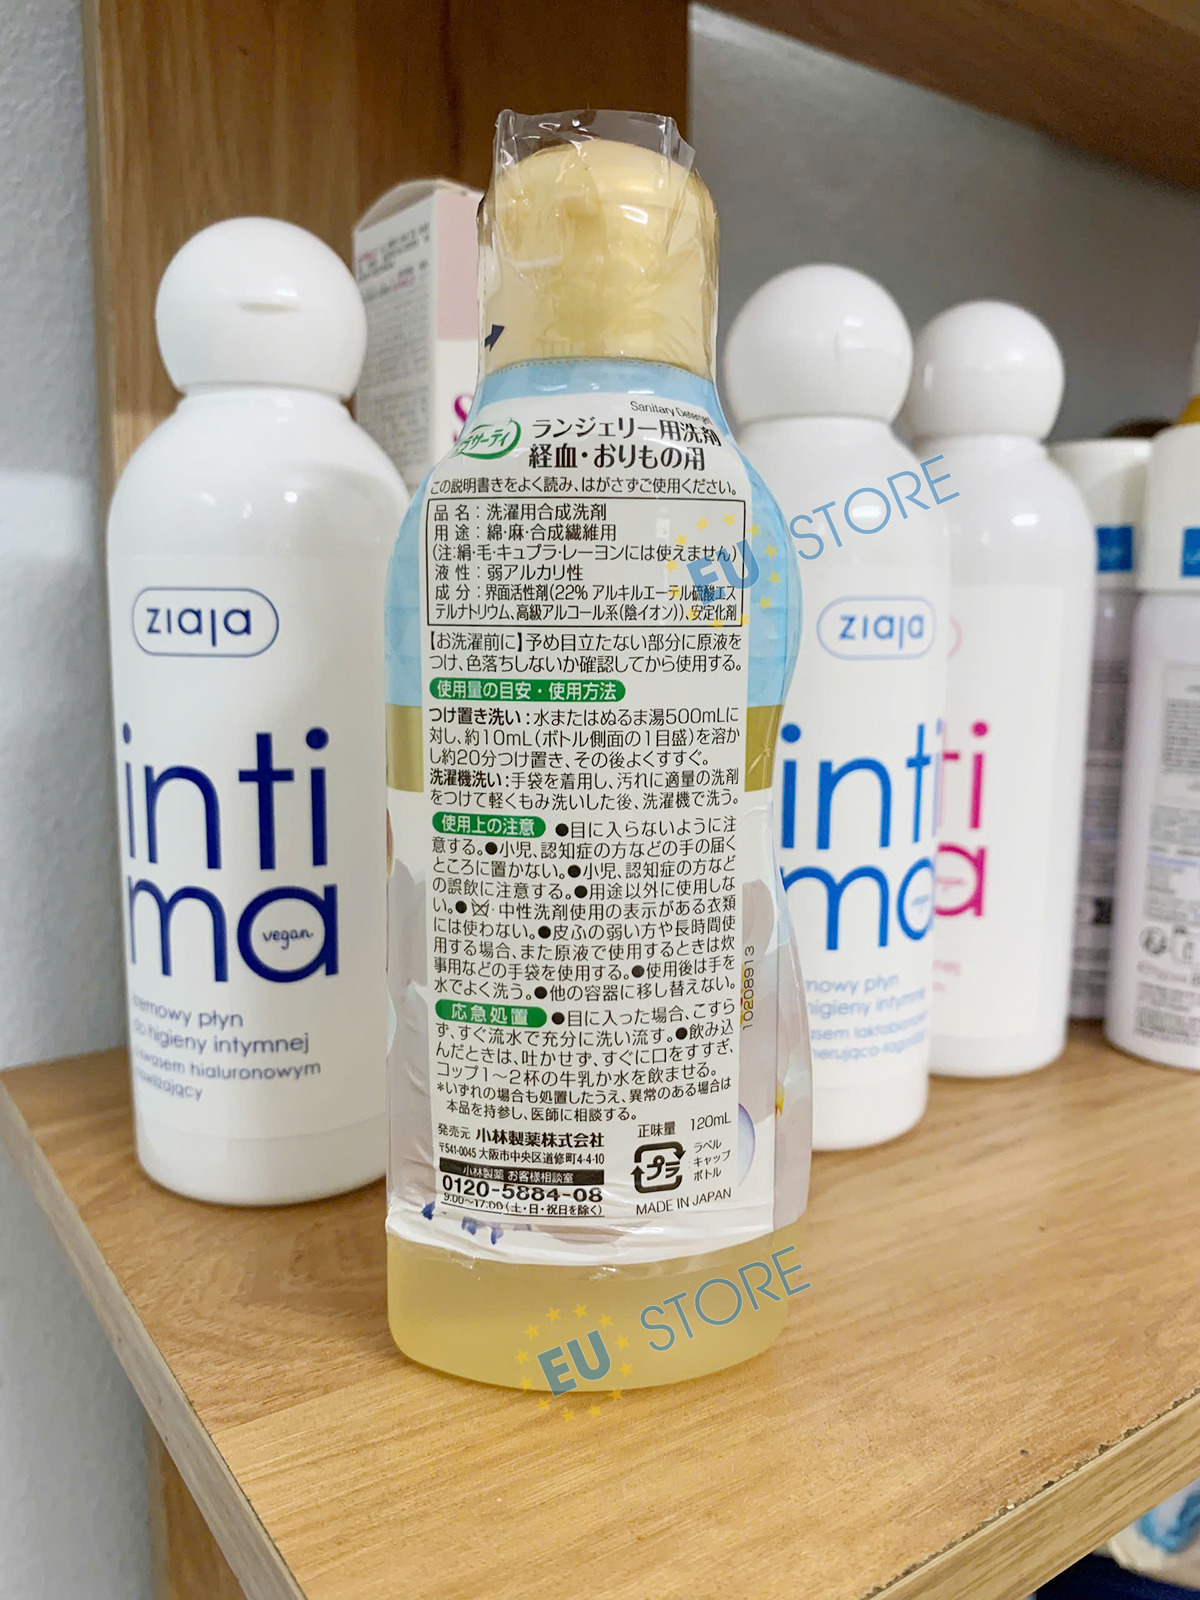 Sanitary Detergent
ランジェリー用洗剤
経血・おりもの用
この説明書きをよく読み、はがさずご使用ください。
品 名：洗濯用合成洗剤
用 途：綿・麻・合成繊維用
(注:絹・毛・キュプラ・レーヨンには使えません)
液 性：弱アルカリ性
成 分：界面活性剤(22% アルキルエーテル硫酸エス
テルナトリウム、高級アルコール系(陰イオン))、安定化剤
【お洗濯前に】予め目立たない部分に原液を
つけ、色落ちしないか確認してから使用する。
使用量の目安・使用方法
つけ置き洗い：水またはぬるま湯500mLに
対し、約10mL(ボトル側面の1目盛)を溶か
し約20分つけ置き、その後よくすすぐ。
洗濯機洗い：手袋を着用し、汚れに適量の洗剤
をつけて軽くもみ洗いした後、洗濯機で洗う。
使用上の注意 ●目に入らないように注
意する。●小児、認知症の方などの手の届く
ところに置かない。●小児、認知症の方など
の誤飲に注意する。●用途以外に使用しな
い。● ・中性洗剤使用の表示がある衣類
には使わない。●皮ふの弱い方や長時間使
用する場合、また原液で使用するときは炊
事用などの手袋を使用する。●使用後は手を
水でよく洗う。●他の容器に移し替えない。
応急処置 ●目に入った場合、こすら
ず、すぐ流水で充分に洗い流す。●飲み込
んだときは、吐かせず、すぐに口をすすぎ、
コップ1〜2杯の牛乳か水を飲ませる。
*いずれの場合も処置したうえ、異常のある場合は
本品を持参し、医師に相談する。
発売元 小林製薬株式会社
〒541-0045 大阪市中央区道修町4-4-10
小林製薬 お客様相談室
0120-5884-08
9:00〜17:00(土・日・祝日を除く)
正味量 120mL
プラ
ラベル
キャップ
ボトル
MADE IN JAPAN
10208913
EU STORE
EU STORE
ziaja
inti
ma
vegan
kremowy płyn
do higieny intymnej
z kwasem hialuronowym
nawilżający
ziaja
inti
ma
vegan
płyn
higieny intymnej
ti
a